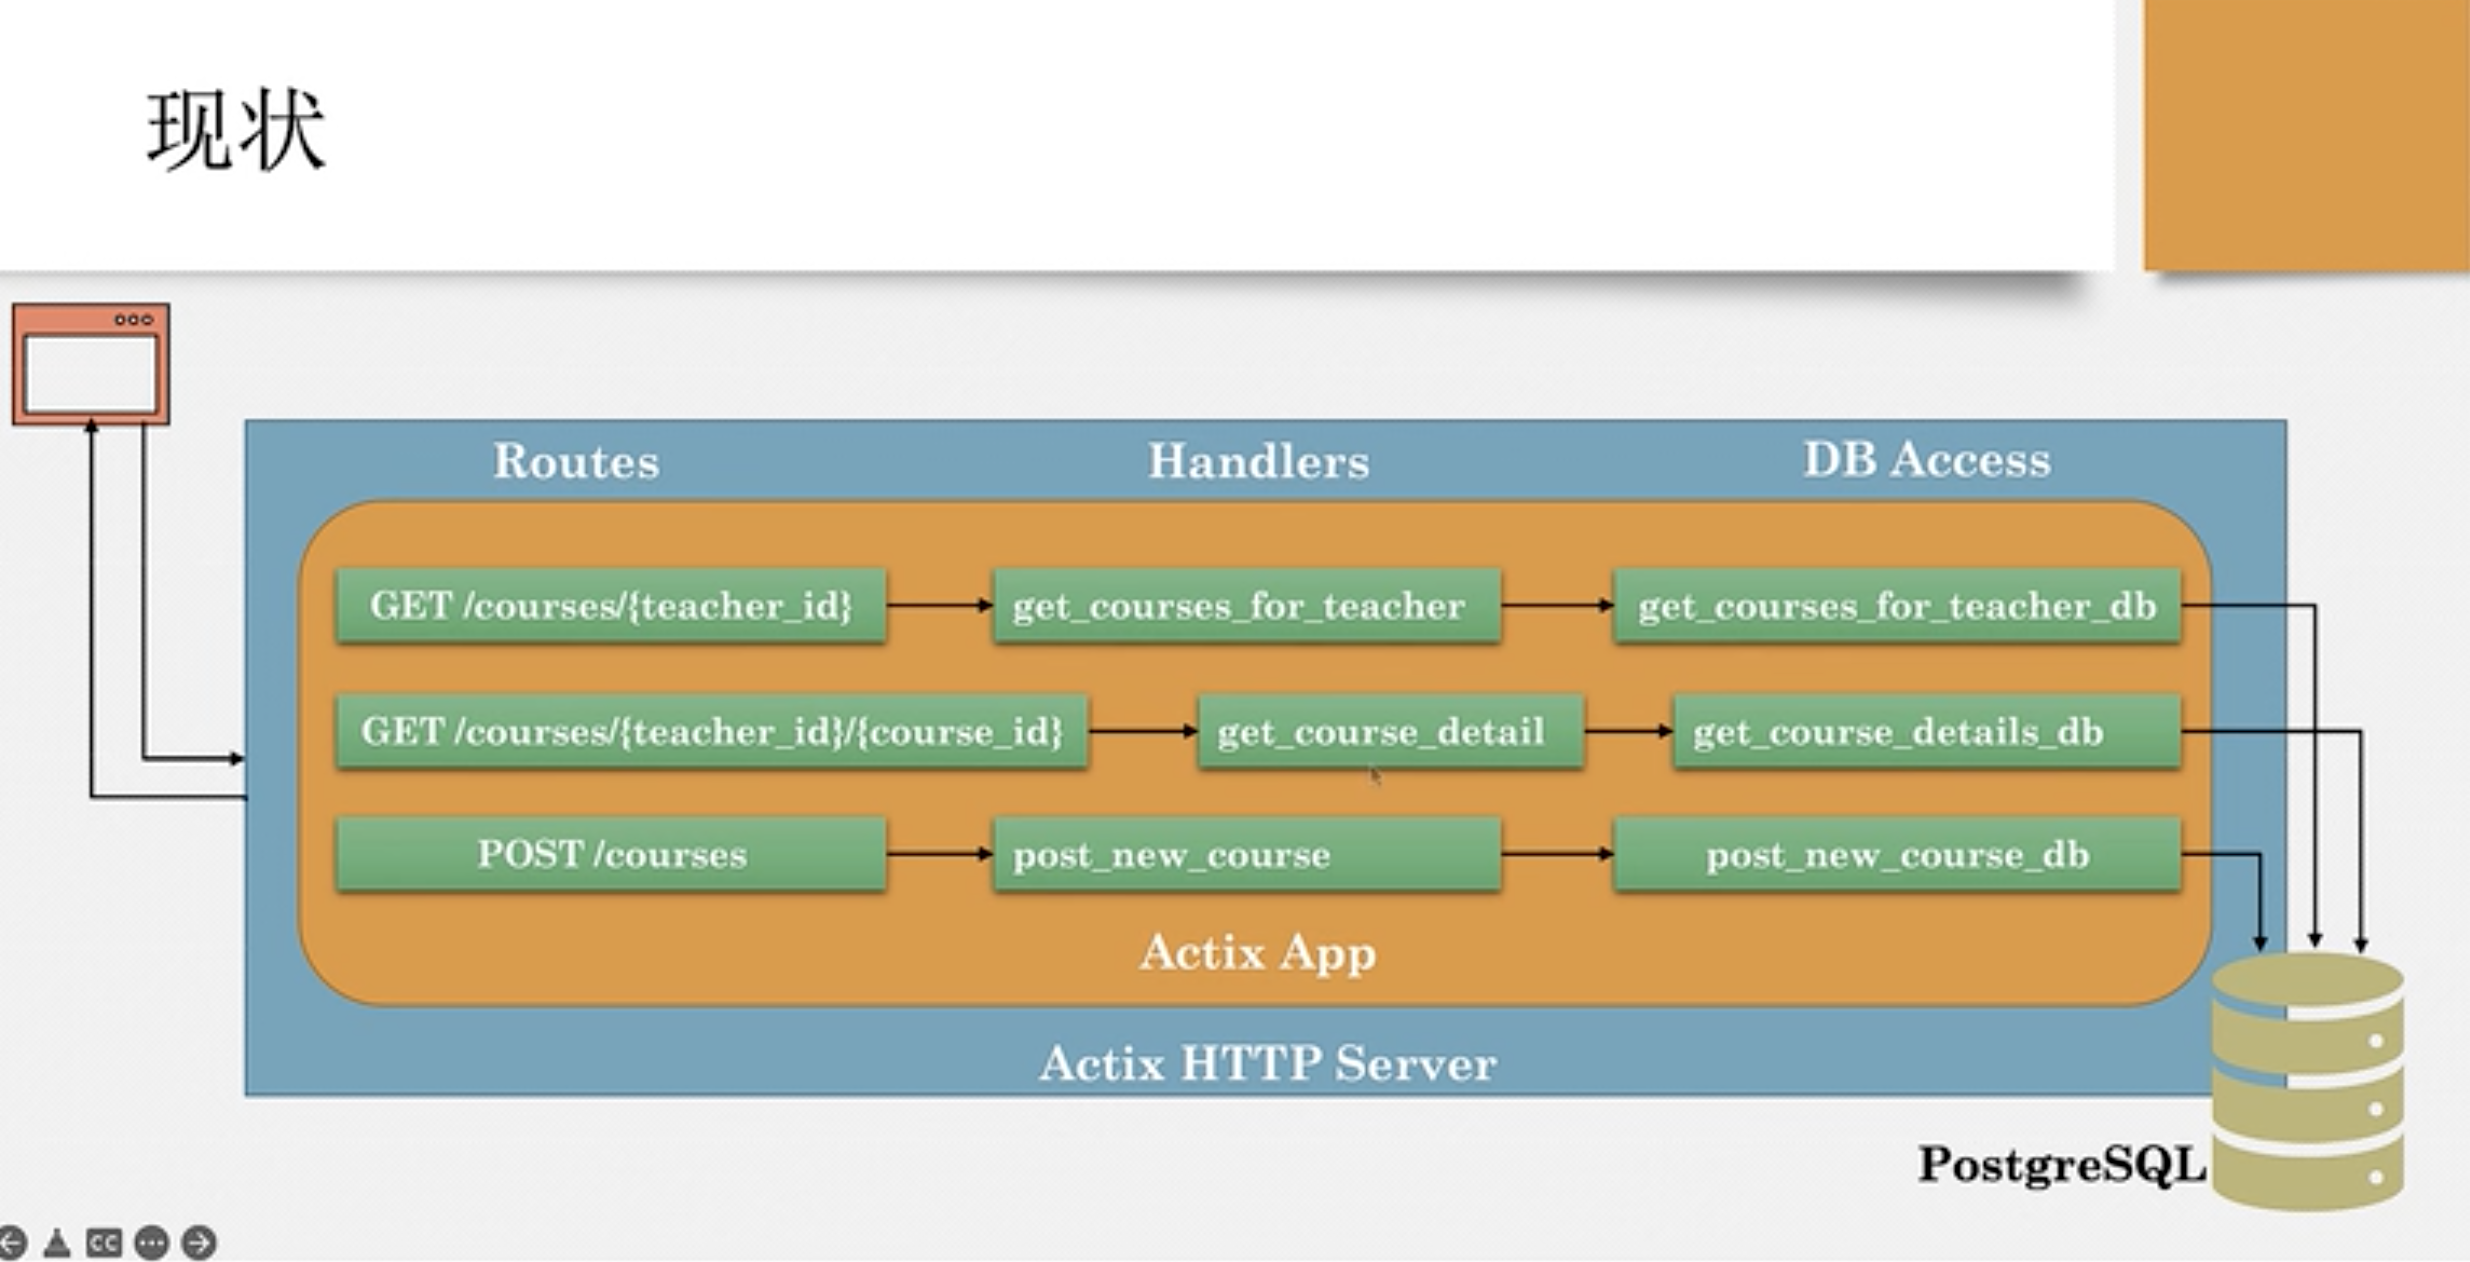 现状
Routes
Handlers
DB Access
GET /courses/{teacher_id}
get_courses_for_teacher
get_courses_for_teacher_db
GET /courses/{teacher_id}/{course_id}
get_course_detail
get_course_details_db
POST /courses
post_new_course
post_new_course_db
Actix App
Actix HTTP Server
PostgreSQL
CC